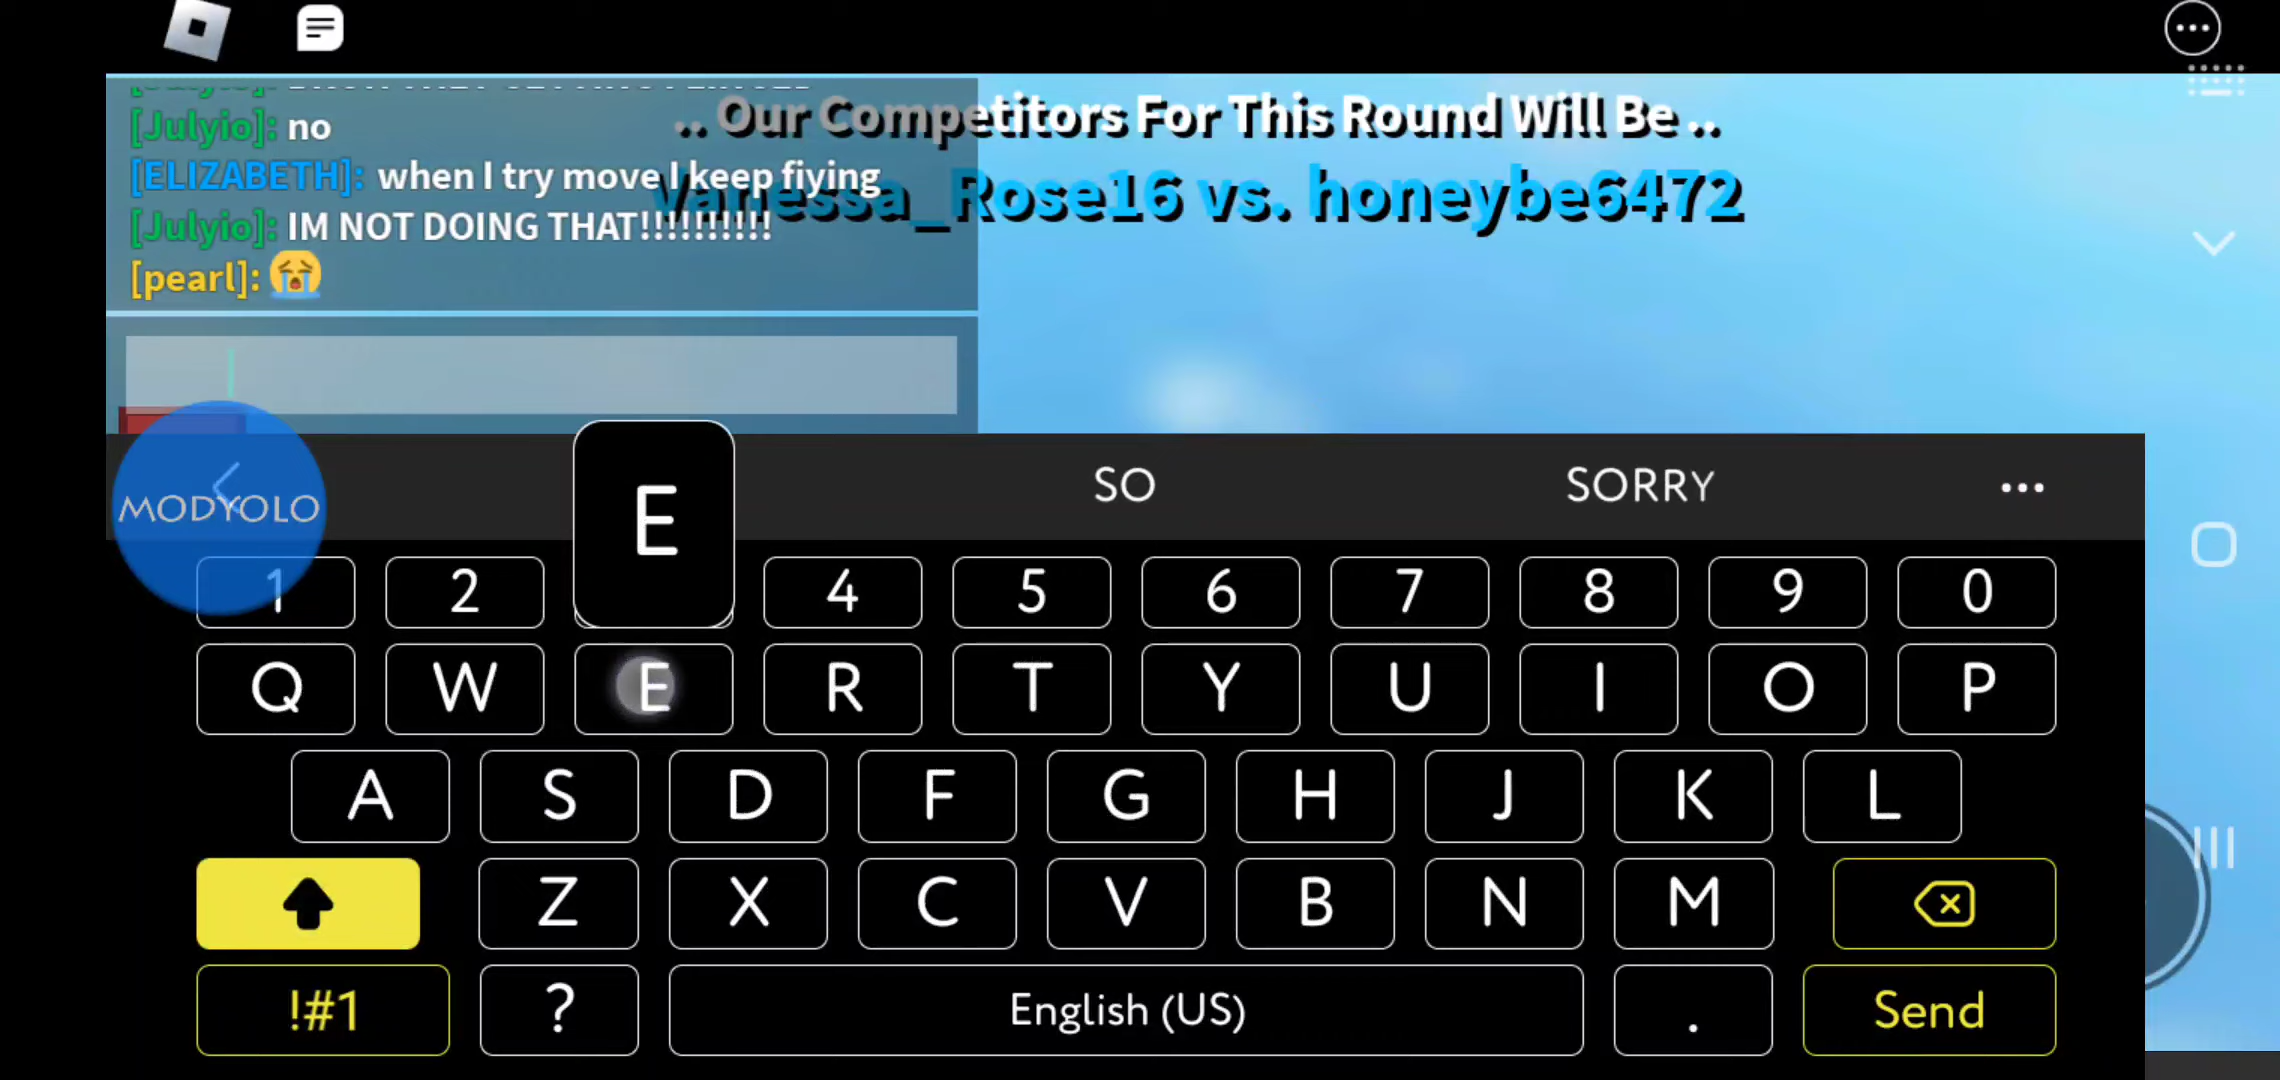 [Julyio]: no
[ELIZABETH]: when I try move I keep fiying
[Julyio]: IM NOT DOING THAT!!!!!!!!!!
[pearl]: 😭
.. Our Competitors For This Round Will Be ..
Vanessa_Rose16 vs. honeybe6472
MODYOLO
E
SO
SORRY
1 2 4 5 6 7 8 9 0
Q W E R T Y U I O P
A S D F G H J K L
Z X C V B N M
!#1 ? English (US) . Send